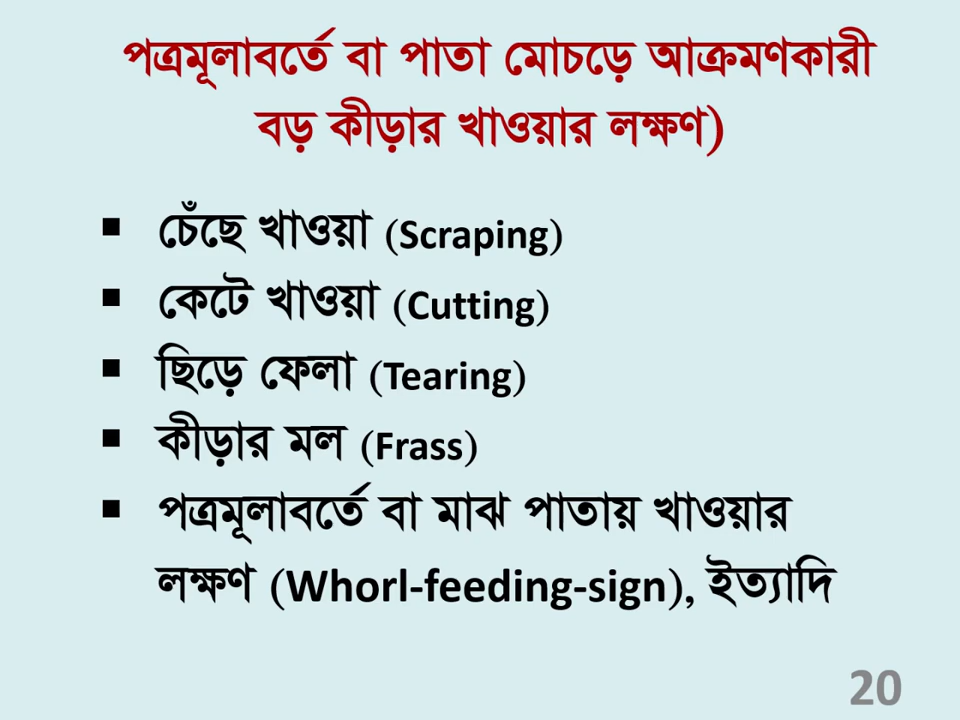 পত্রমূলাবর্তে বা পাতা মোচড়ে আক্রমণকারী
বড় কীড়ার খাওয়ার লক্ষণ)
▪ চেঁছে খাওয়া (Scraping)
▪ কেটে খাওয়া (Cutting)
▪ ছিড়ে ফেলা (Tearing)
▪ কীড়ার মল (Frass)
▪ পত্রমূলাবর্তে বা মাঝ পাতায় খাওয়ার
লক্ষণ (Whorl-feeding-sign), ইত্যাদি
20